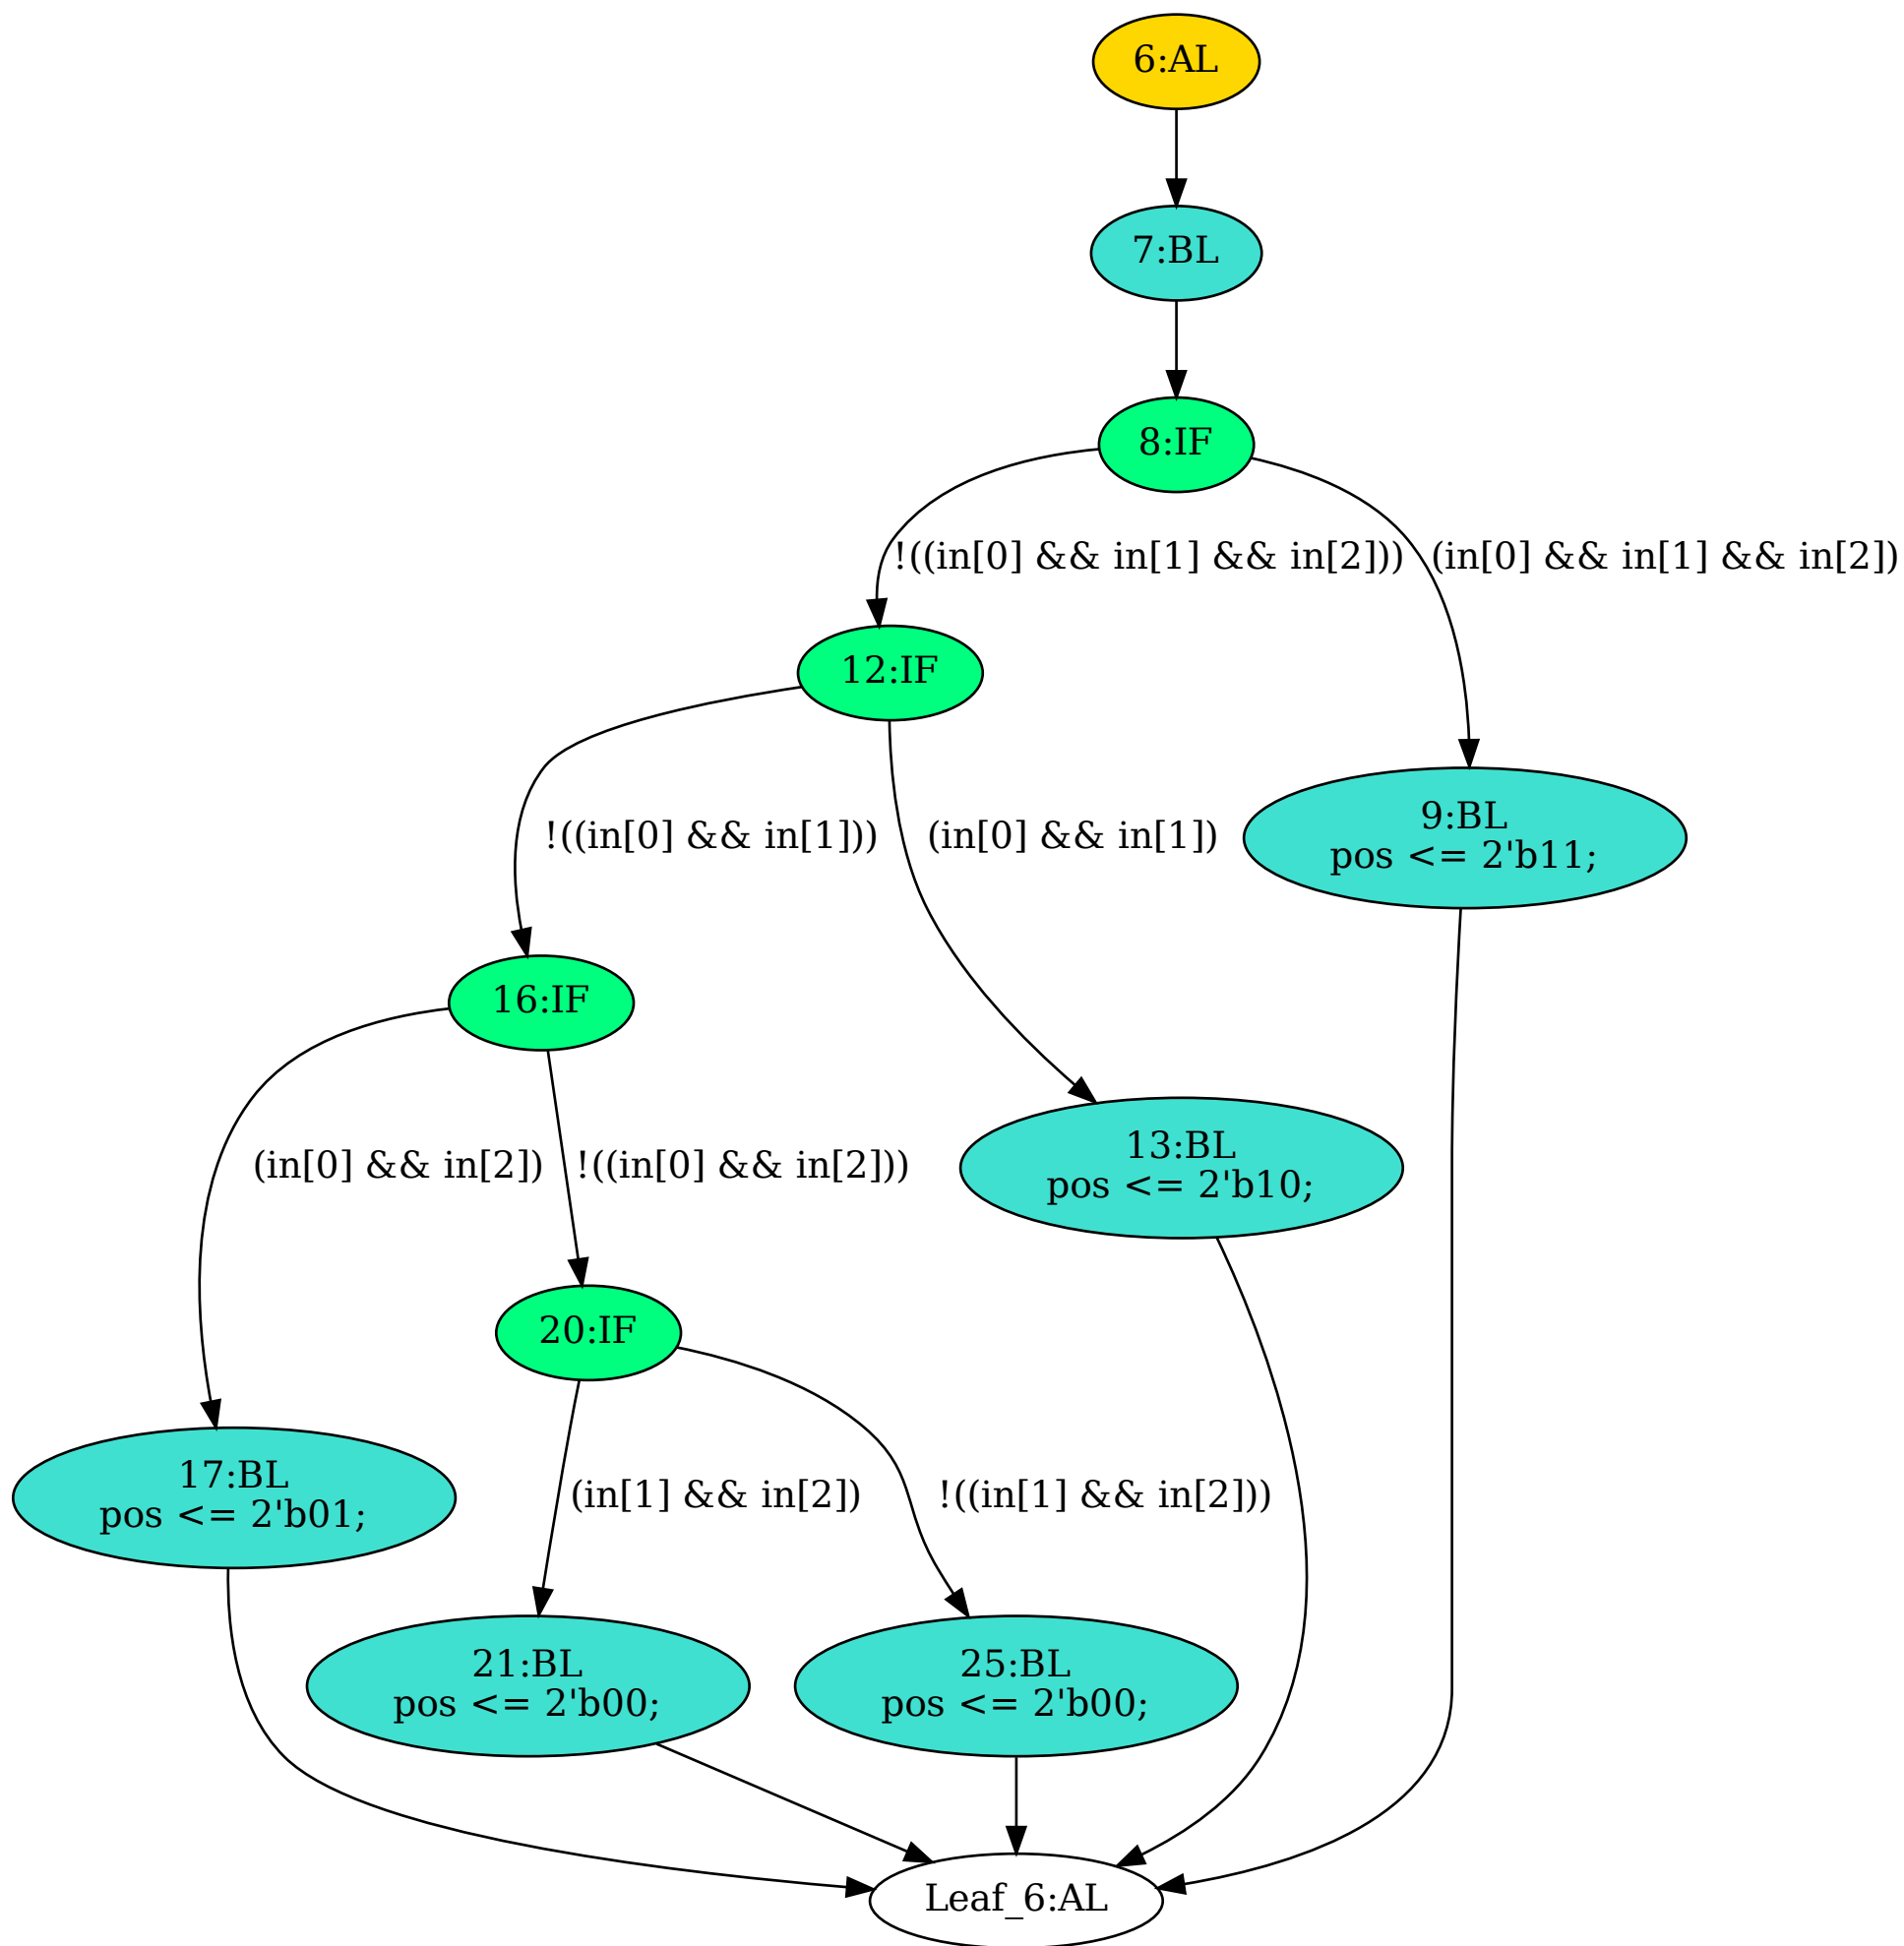 6:AL
7:BL
8:IF
!((in[0] && in[1] && in[2]))
(in[0] && in[1] && in[2])
12:IF
!((in[0] && in[1]))
(in[0] && in[1])
9:BL
pos <= 2'b11;
16:IF
(in[0] && in[2])
!((in[0] && in[2]))
13:BL
pos <= 2'b10;
20:IF
17:BL
pos <= 2'b01;
(in[1] && in[2])
!((in[1] && in[2]))
21:BL
pos <= 2'b00;
25:BL
pos <= 2'b00;
Leaf_6:AL